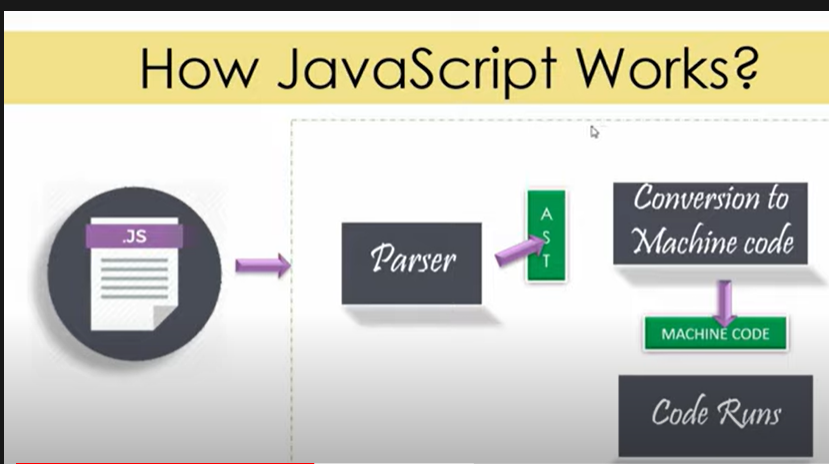 How JavaScript Works?
.JS
Parser
A
S
T
Conversion to
Machine code
MACHINE CODE
Code Runs